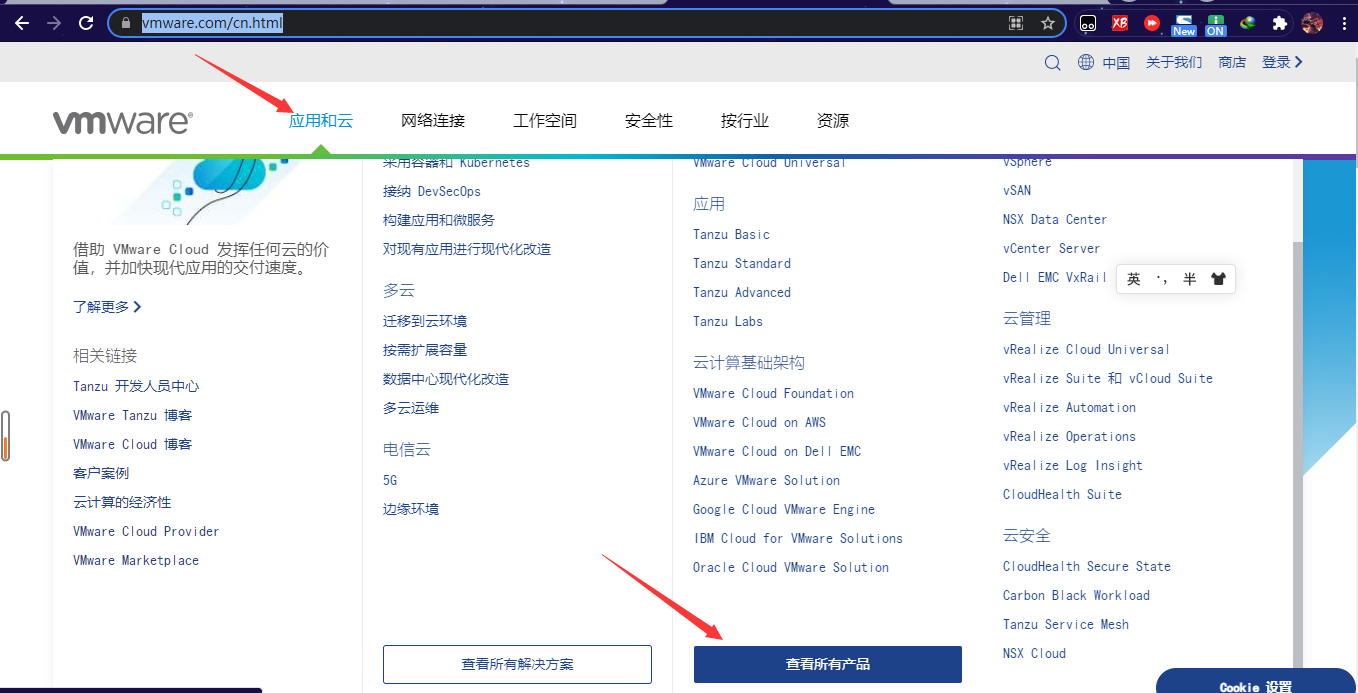 vmware.com/cn.html
New
ON
中国 关于我们 商店 登录
vmware®
应用和云 网络连接 工作空间 安全性 按行业 资源
借助 VMware Cloud 发挥任何云的价
值，并加快现代应用的交付速度。
了解更多
相关链接
Tanzu 开发人员中心
VMware Tanzu 博客
VMware Cloud 博客
客户案例
云计算的经济性
VMware Cloud Provider
VMware Marketplace
采用容器和 Kubernetes
接纳 DevSecOps
构建应用和微服务
对现有应用进行现代化改造
多云
迁移到云环境
按需扩展容量
数据中心现代化改造
多云运维
电信云
5G
边缘环境
查看所有解决方案
VMware Cloud Universal
应用
Tanzu Basic
Tanzu Standard
Tanzu Advanced
Tanzu Labs
云计算基础架构
VMware Cloud Foundation
VMware Cloud on AWS
VMware Cloud on Dell EMC
Azure VMware Solution
Google Cloud VMware Engine
IBM Cloud for VMware Solutions
Oracle Cloud VMware Solution
查看所有产品
vSphere
vSAN
NSX Data Center
vCenter Server
Dell EMC VxRail
英 半
云管理
vRealize Cloud Universal
vRealize Suite 和 vCloud Suite
vRealize Automation
vRealize Operations
vRealize Log Insight
CloudHealth Suite
云安全
CloudHealth Secure State
Carbon Black Workload
Tanzu Service Mesh
NSX Cloud
Cookie 设置